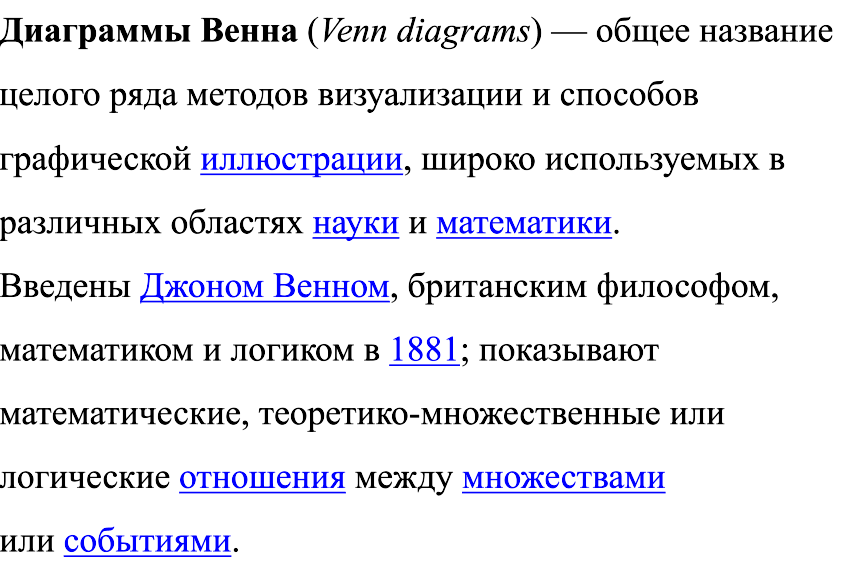 Диаграммы Венна (Venn diagrams) — общее название
целого ряда методов визуализации и способов
графической иллюстрации, широко используемых в
различных областях науки и математики.
Введены Джоном Венном, британским философом,
математиком и логиком в 1881; показывают
математические, теоретико-множественные или
логические отношения между множествами
или событиями.